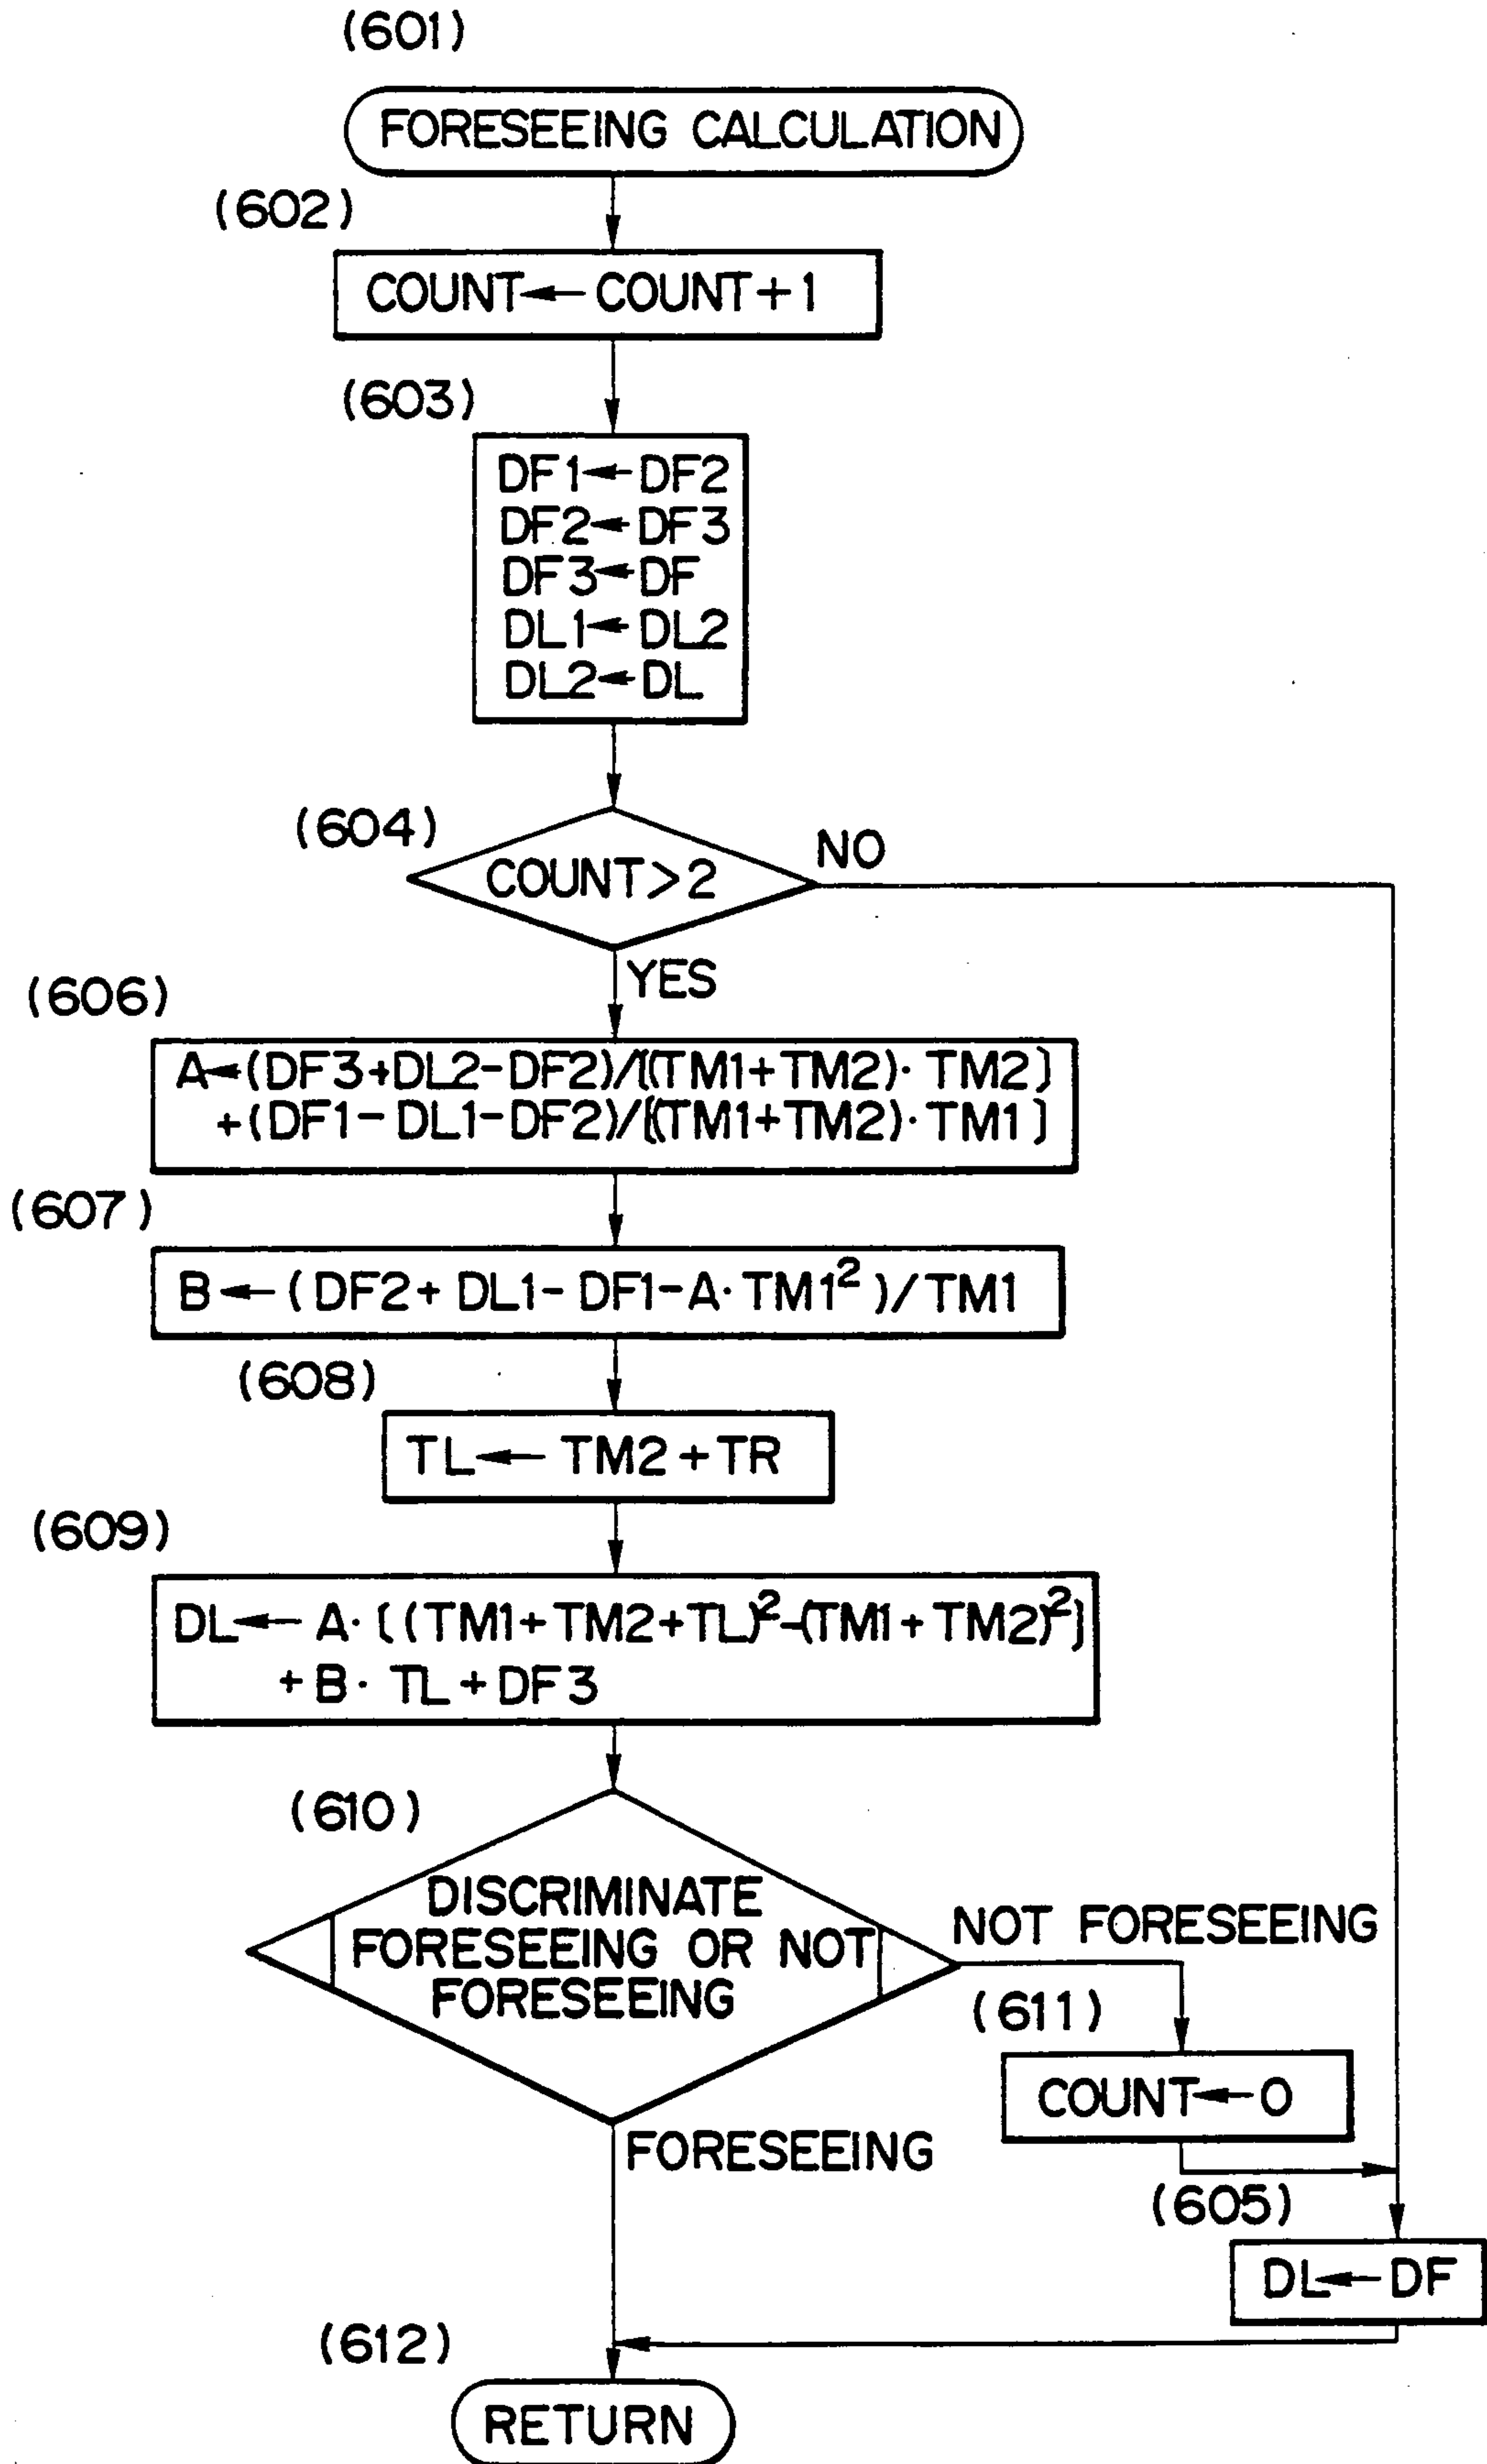 (601)
FORESEEING CALCULATION
(602)
COUNT←COUNT+1
(603)
DF1←DF2
DF2←DF3
DF3←DF
DL1←DL2
DL2←DL
(604)
COUNT>2
NO
YES
(606)
A←(DF3+DL2-DF2)/[(TM1+TM2)·TM2]
+(DF1-DL1-DF2)/[(TM1+TM2)·TM1]
(607)
B←(DF2+DL1-DF1-A·TM1²)/TM1
(608)
TL←TM2+TR
(609)
DL←A·[(TM1+TM2+TL)²-(TM1+TM2)²]
+B·TL+DF3
(610)
DISCRIMINATE
FORESEEING OR NOT
FORESEEING
NOT FORESEEING
(611)
COUNT←0
FORESEEING
(605)
DL←DF
(612)
RETURN